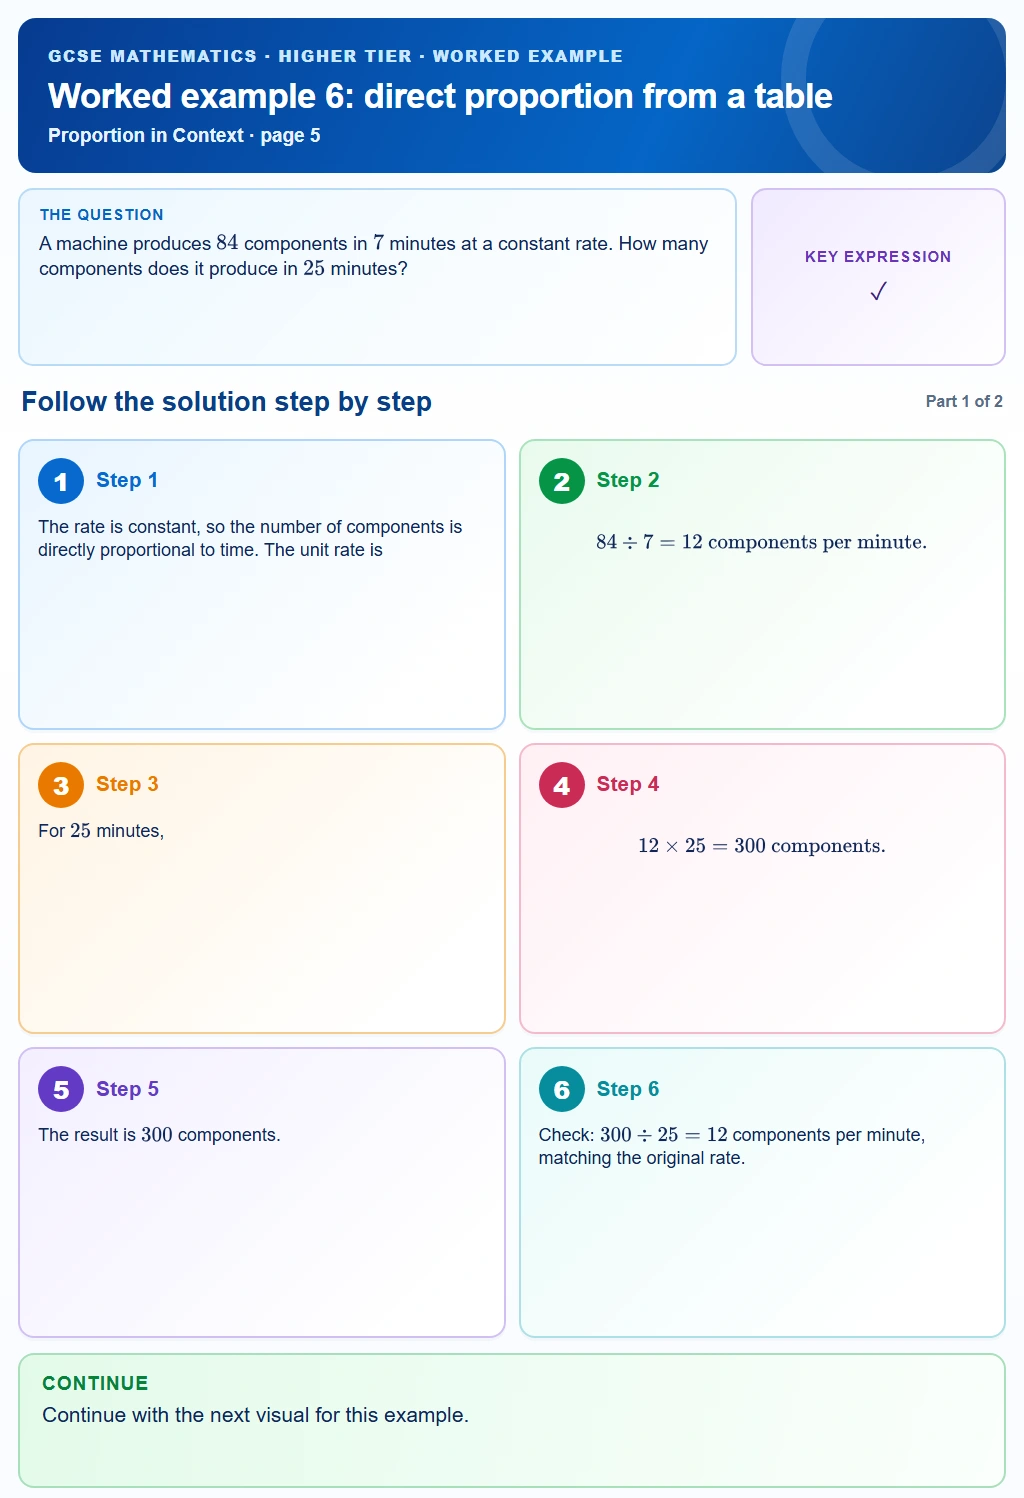 GCSE MATHEMATICS · HIGHER TIER · WORKED EXAMPLE
Worked example 6: direct proportion from a table
Proportion in Context · page 5
THE QUESTION
A machine produces 84 components in 7 minutes at a constant rate. How many
components does it produce in 25 minutes?
KEY EXPRESSION
✓
Follow the solution step by step
Part 1 of 2
1 Step 1
The rate is constant, so the number of components is
directly proportional to time. The unit rate is
2 Step 2
84 ÷ 7 = 12 components per minute.
3 Step 3
For 25 minutes,
4 Step 4
12 × 25 = 300 components.
5 Step 5
The result is 300 components.
6 Step 6
Check: 300 ÷ 25 = 12 components per minute,
matching the original rate.
CONTINUE
Continue with the next visual for this example.